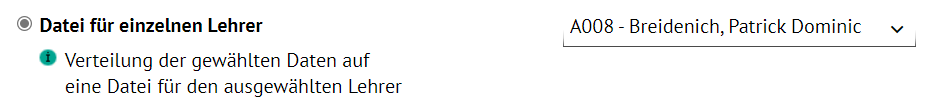 Datei für einzelnen Lehrer
A008 - Breidenich, Patrick Dominic
Verteilung der gewählten Daten auf
eine Datei für den ausgewählten Lehrer